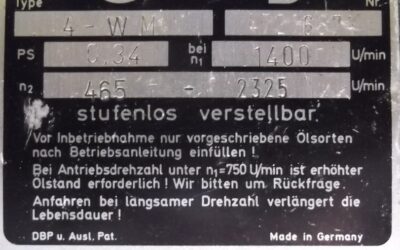 Type Nr.
4-WM
PS 0.34 bei n₁ 1400 U/min
n₂ 465 - 2325 U/min
stufenlos verstellbar.
Vor Inbetriebnahme nur vorgeschriebene Ölsorten
nach Betriebsanleitung einfüllen!
Bei Antriebsdrehzahl unter n₁=750 U/min ist erhöhter
Ölstand erforderlich! Wir bitten um Rückfrage.
Anfahren bei längsamer Drehzahl verlängert die
Lebensdauer!
DBP u. Ausl. Pat. Made in Germany